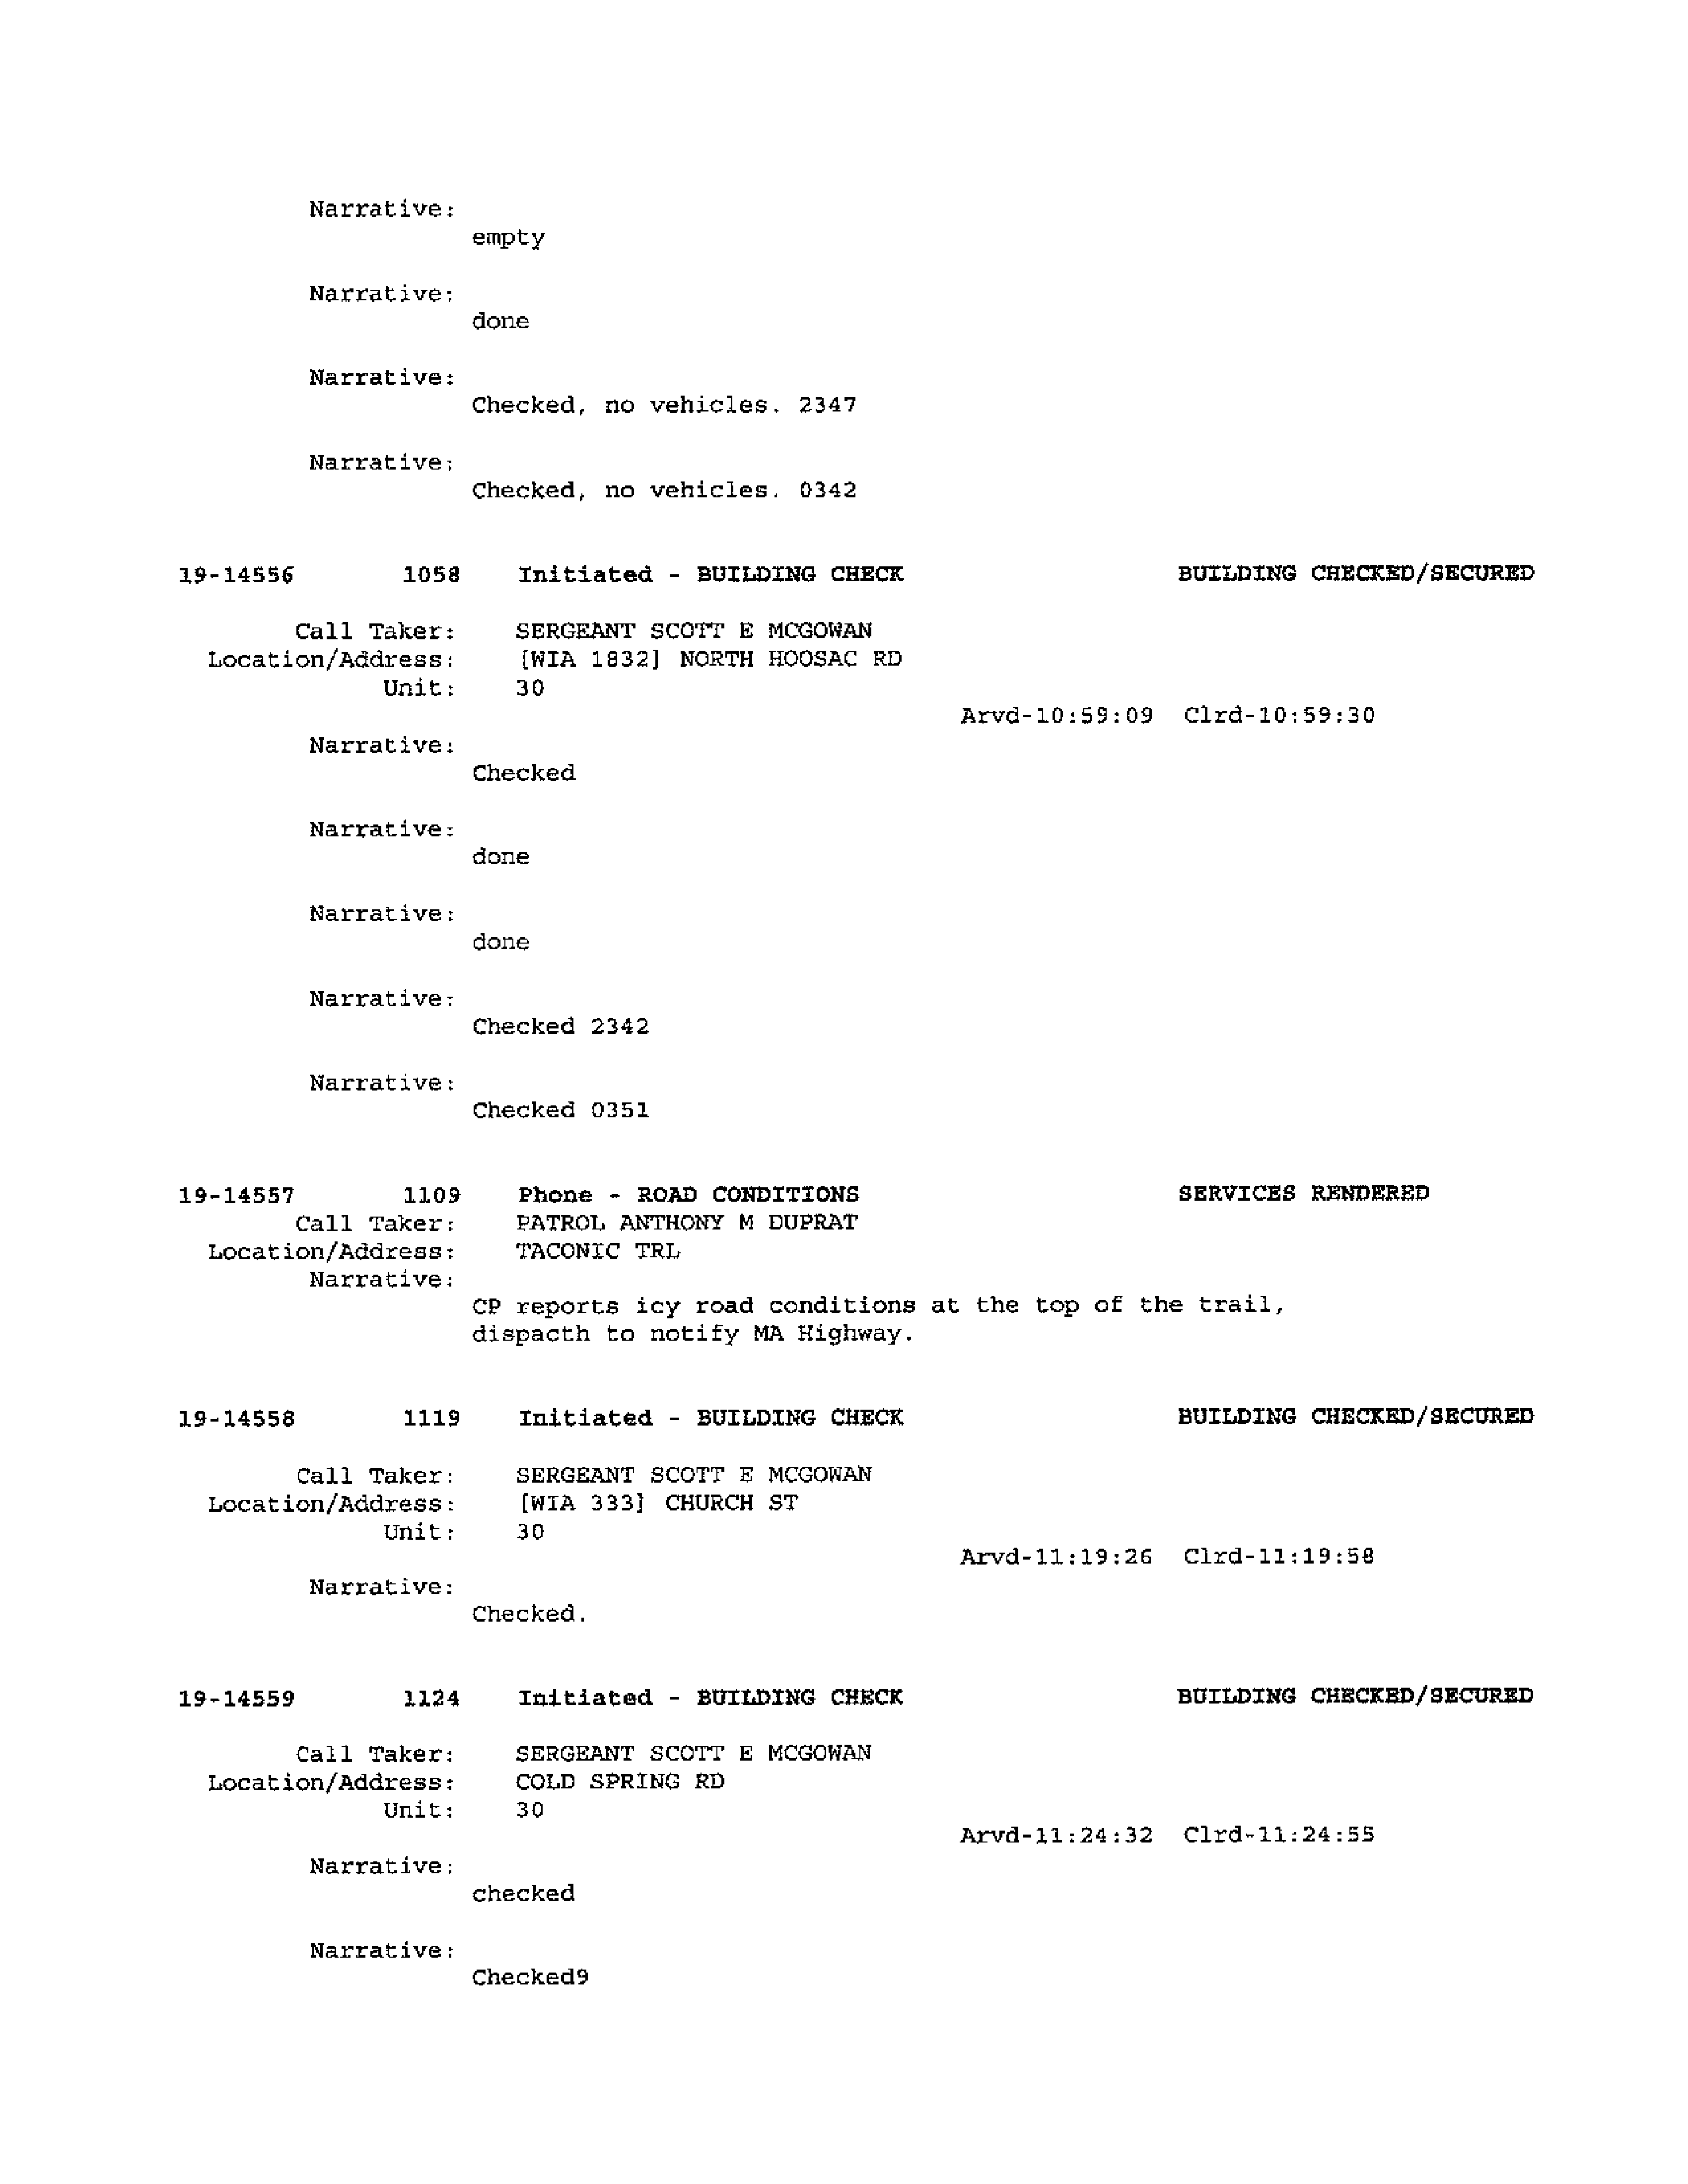 Narrative:
empty
Narrative:
done
Narrative:
Checked, no vehicles. 2347
Narrative:
Checked, no vehicles. 0342
19-14556 1058 Initiated - BUILDING CHECK BUILDING CHECKED/SECURED
Call Taker: SERGEANT SCOTT E MCGOWAN
Location/Address: [WIA 1832] NORTH HOOSAC RD
Unit: 30
Arvd-10:59:09 Clrd-10:59:30
Narrative:
Checked
Narrative:
done
Narrative:
done
Narrative:
Checked 2342
Narrative:
Checked 0351
19-14557 1109 Phone - ROAD CONDITIONS SERVICES RENDERED
Call Taker: PATROL ANTHONY M DUPRAT
Location/Address: TACONIC TRL
Narrative:
CP reports icy road conditions at the top of the trail,
dispacth to notify MA Highway.
19-14558 1119 Initiated - BUILDING CHECK BUILDING CHECKED/SECURED
Call Taker: SERGEANT SCOTT E MCGOWAN
Location/Address: [WIA 333] CHURCH ST
Unit: 30
Arvd-11:19:26 Clrd-11:19:58
Narrative:
Checked.
19-14559 1124 Initiated - BUILDING CHECK BUILDING CHECKED/SECURED
Call Taker: SERGEANT SCOTT E MCGOWAN
Location/Address: COLD SPRING RD
Unit: 30
Arvd-11:24:32 Clrd-11:24:55
Narrative:
checked
Narrative:
Checked9